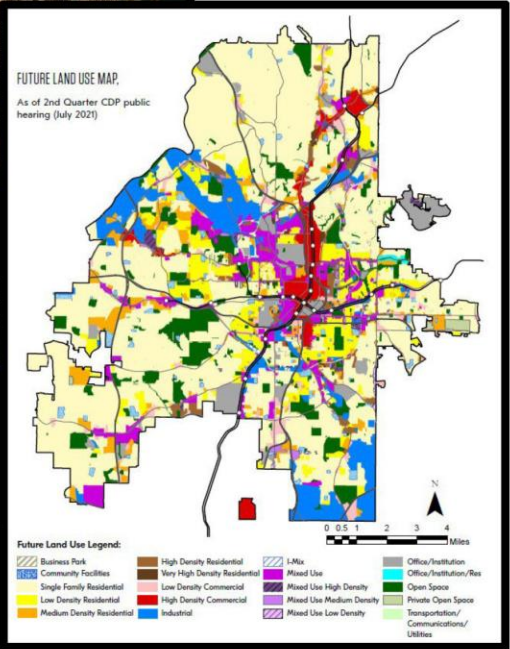 FUTURE LAND USE MAP,
As of 2nd Quarter CDP public
hearing (July 2021)
N
0 0.5 1 2 3 4
Miles
Future Land Use Legend:
Business Park
Community Facilities
Single Family Residential
Low Density Residential
Medium Density Residential
High Density Residential
Very High Density Residential
Low Density Commercial
High Density Commercial
Industrial
I-Mix
Mixed Use
Mixed Use High Density
Mixed Use Medium Density
Mixed Use Low Density
Office/Institution
Office/Institution/Res
Open Space
Private Open Space
Transportation/
Communications/
Utilities